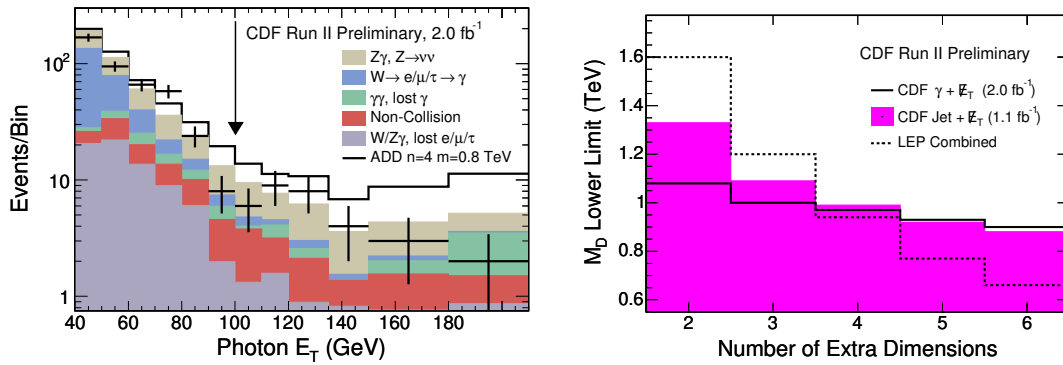 CDF Run II Preliminary, 2.0 fb⁻¹
Zγ, Z→νν
W→ e/μ/τ → γ
γγ, lost γ
Non-Collision
W/Zγ, lost e/μ/τ
ADD n=4 m=0.8 TeV
Events/Bin
10²
10
1
40 60 80 100 120 140 160 180
Photon E_T (GeV)
CDF Run II Preliminary
CDF γ + E̸_T (2.0 fb⁻¹)
CDF Jet + E̸_T (1.1 fb⁻¹)
LEP Combined
M_D Lower Limit (TeV)
1.6
1.4
1.2
1
0.8
0.6
2 3 4 5 6
Number of Extra Dimensions